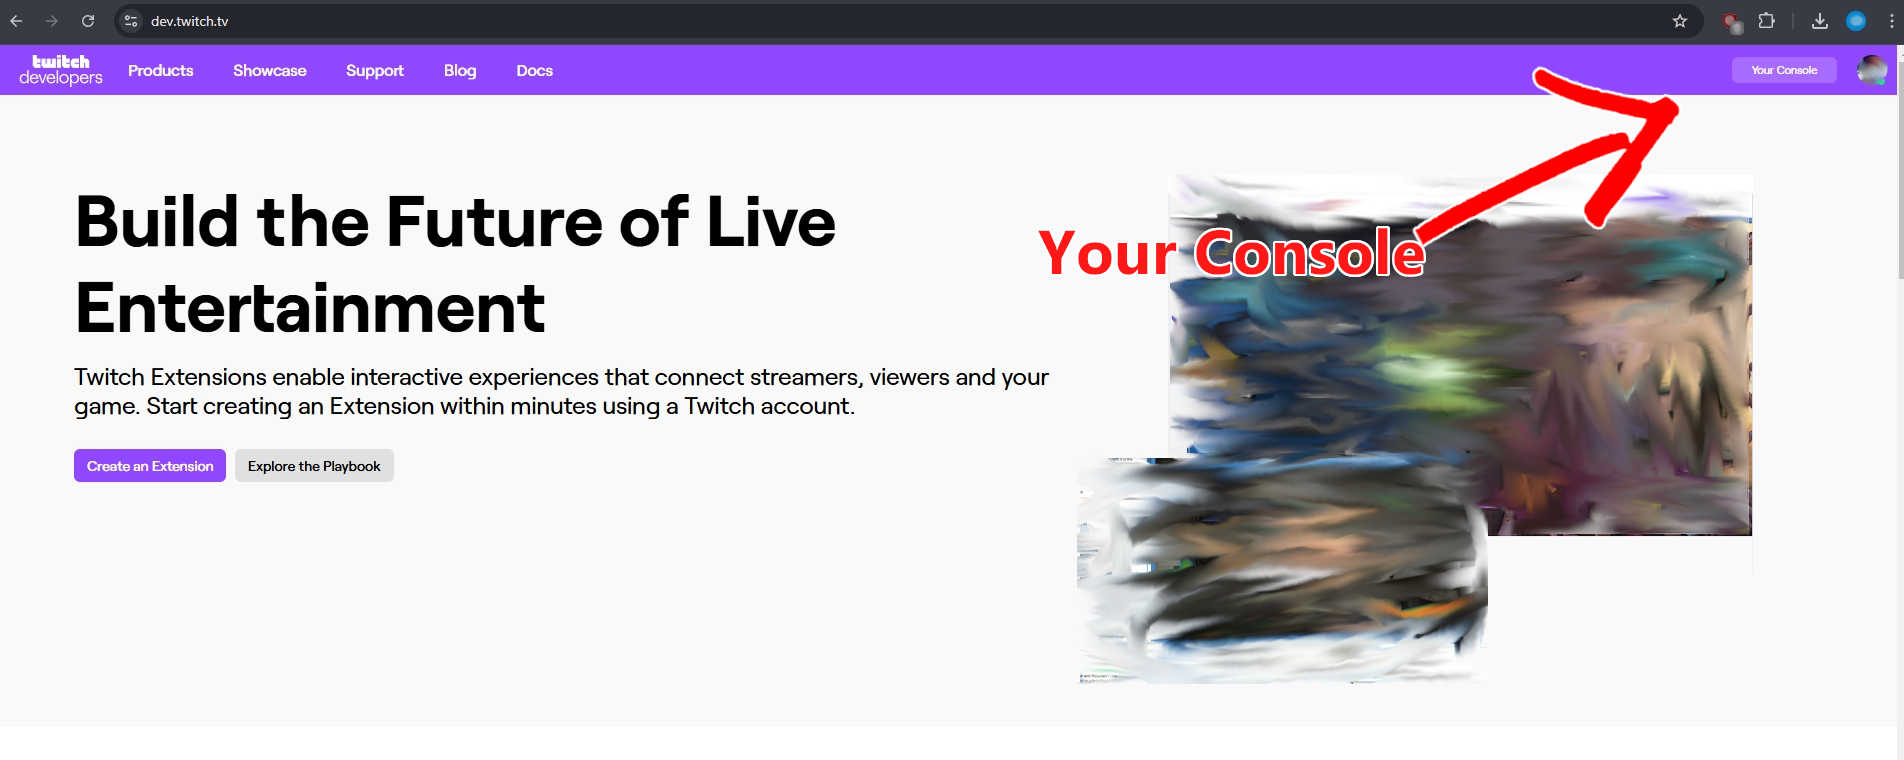 dev.twitch.tv
twitch
developers
Products
Showcase
Support
Blog
Docs
Your Console
Build the Future of Live
Entertainment
Your Console
Twitch Extensions enable interactive experiences that connect streamers, viewers and your
game. Start creating an Extension within minutes using a Twitch account.
Create an Extension
Explore the Playbook